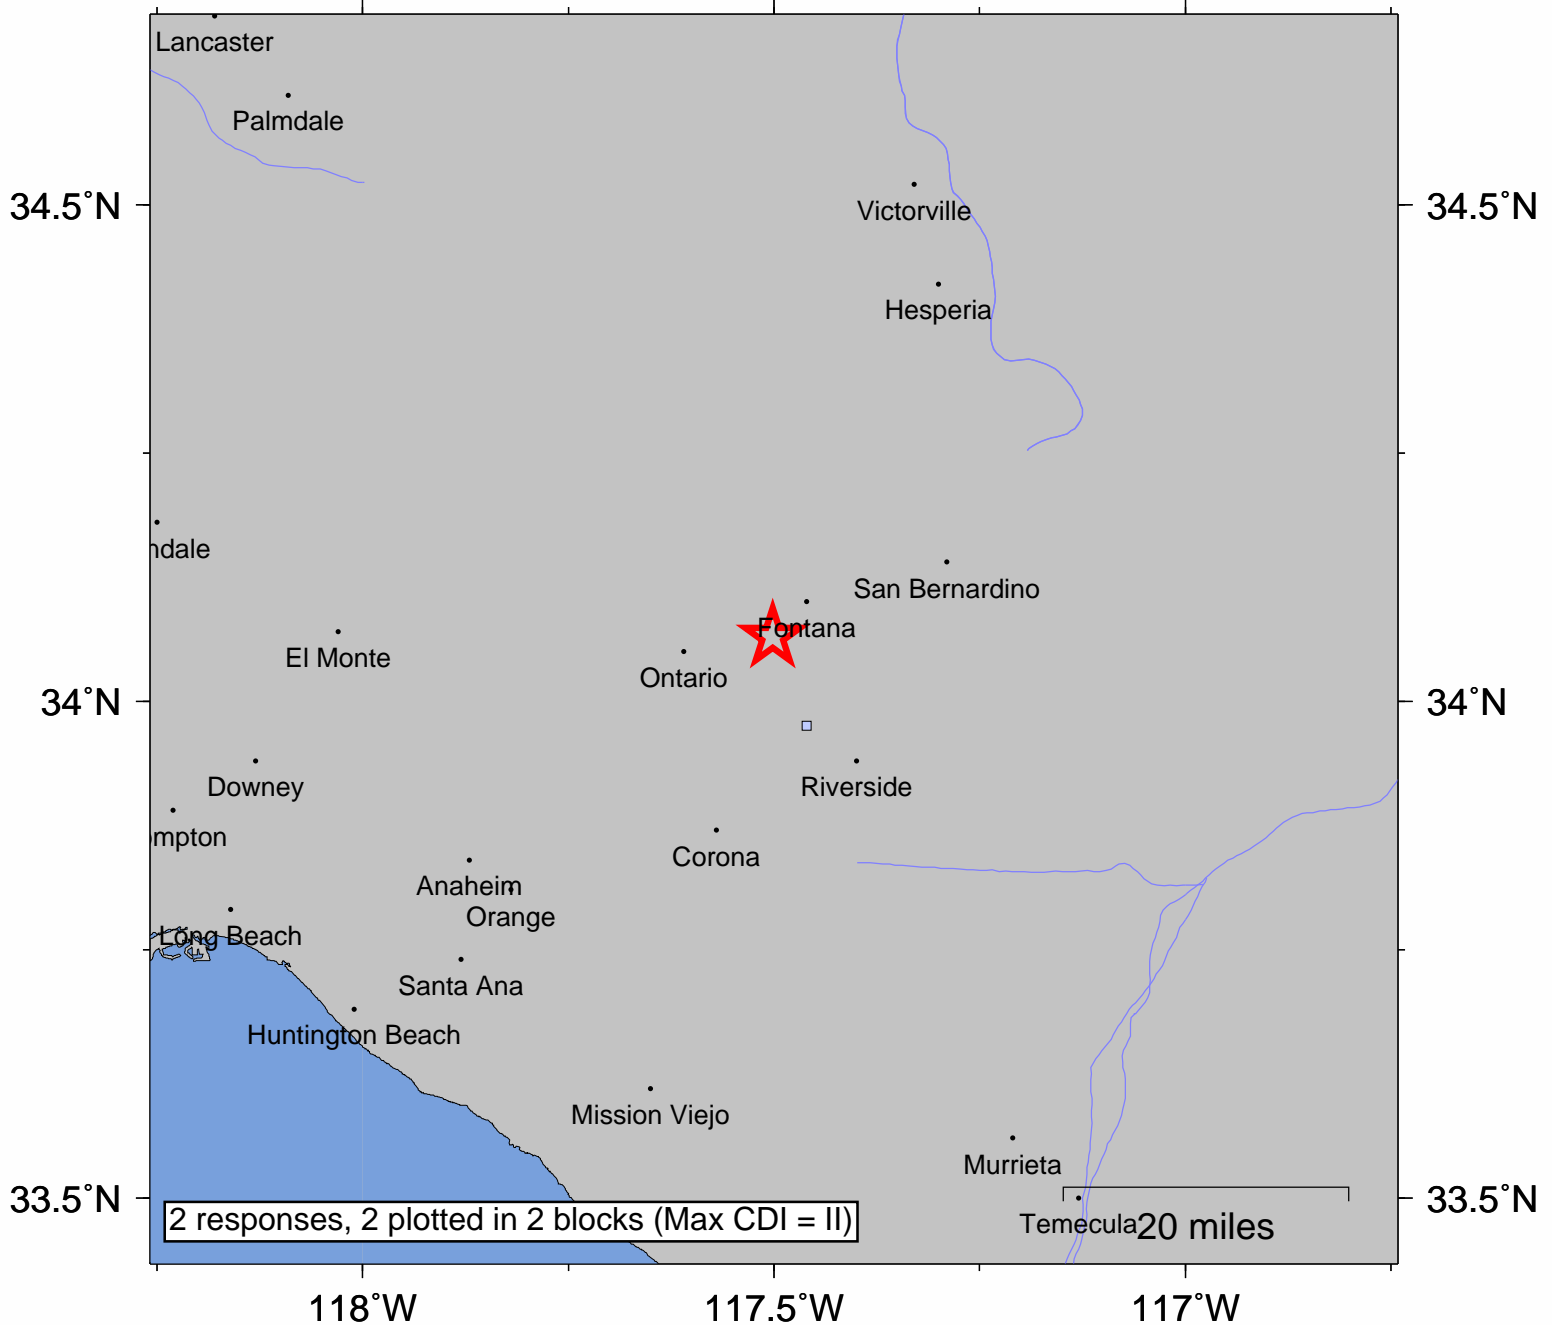 Lancaster
Palmdale
34.5°N
34.5°N
Victorville
Hesperia
ndale
San Bernardino
Fontana
El Monte
Ontario
34°N
34°N
Downey
Riverside
ompton
Corona
Anaheim
Orange
Long Beach
Santa Ana
Huntington Beach
Mission Viejo
Murrieta
33.5°N
33.5°N
2 responses, 2 plotted in 2 blocks (Max CDI = II)
Temecula
20 miles
118°W
117.5°W
117°W